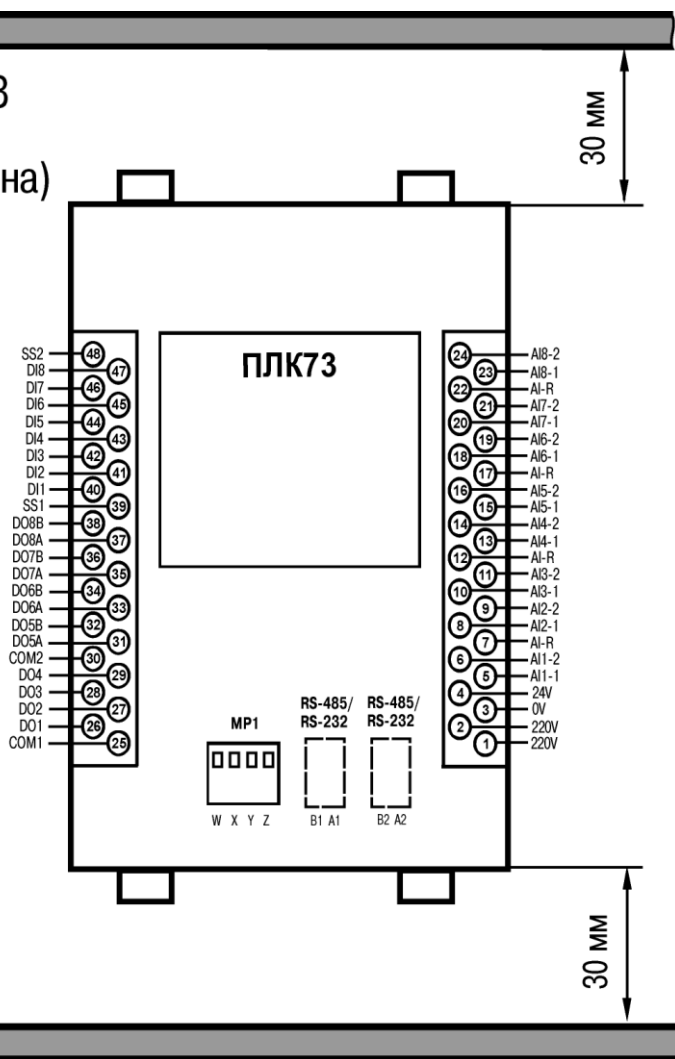 З
30 мм
на)
ПЛК73
SS2 48
DI8 47
DI7 46
DI6 45
DI5 44
DI4 43
DI3 42
DI2 41
DI1 40
SS1 39
DO8B 38
DO8A 37
DO7B 36
DO7A 35
DO6B 34
DO6A 33
DO5B 32
DO5A 31
COM2 30
DO4 29
DO3 28
DO2 27
DO1 26
COM1 25
24 AI8-2
23 AI8-1
22 AI-R
21 AI7-2
20 AI7-1
19 AI6-2
18 AI6-1
17 AI-R
16 AI5-2
15 AI5-1
14 AI4-2
13 AI4-1
12 AI-R
11 AI3-2
10 AI3-1
9 AI2-2
8 AI2-1
7 AI-R
6 AI1-2
5 AI1-1
4 24V
3 0V
2 220V
1 220V
MP1
W X Y Z
RS-485/
RS-232
B1 A1
RS-485/
RS-232
B2 A2
30 мм